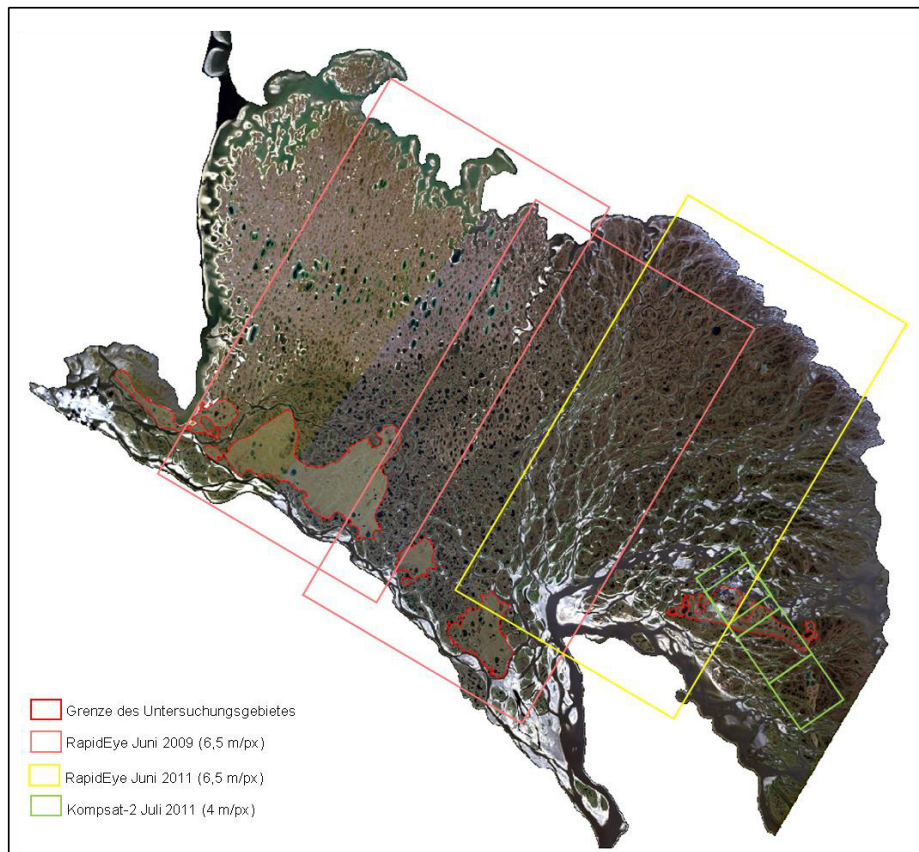 Grenze des Untersuchungsgebietes
RapidEye Juni 2009 (6,5 m/px)
RapidEye Juni 2011 (6,5 m/px)
Kompsat-2 Juli 2011 (4 m/px)